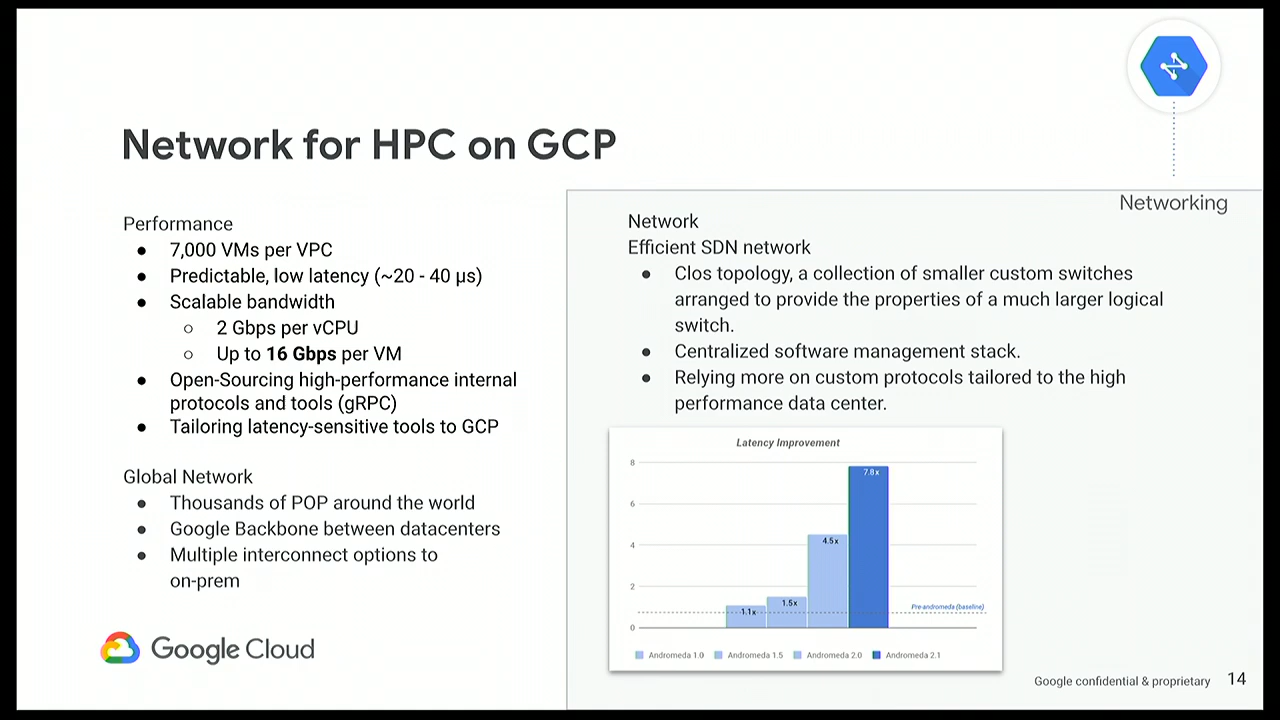 Network for HPC on GCP
Networking
Performance
● 7,000 VMs per VPC
● Predictable, low latency (~20 - 40 μs)
● Scalable bandwidth
○ 2 Gbps per vCPU
○ Up to 16 Gbps per VM
● Open-Sourcing high-performance internal
protocols and tools (gRPC)
● Tailoring latency-sensitive tools to GCP
Global Network
● Thousands of POP around the world
● Google Backbone between datacenters
● Multiple interconnect options to
on-prem
Google Cloud
Network
Efficient SDN network
● Clos topology, a collection of smaller custom switches
arranged to provide the properties of a much larger logical
switch.
● Centralized software management stack.
● Relying more on custom protocols tailored to the high
performance data center.
Latency Improvement
8
7.8x
6
4
4.5x
2
1.5x
1.1x
Pre-andromeda (baseline)
0
Andromeda 1.0 Andromeda 1.5 Andromeda 2.0 Andromeda 2.1
Google confidential & proprietary 14